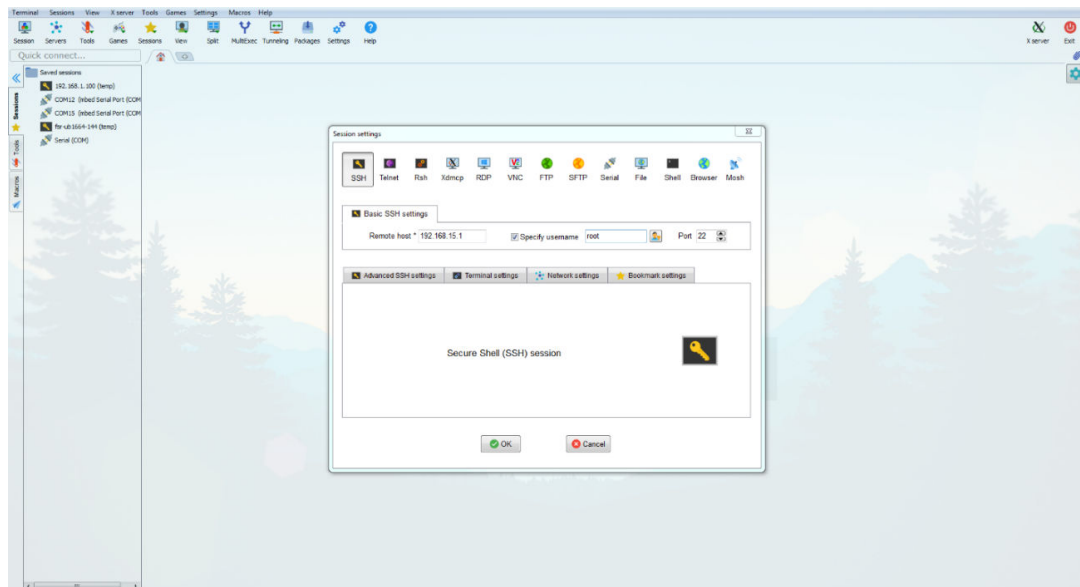 Terminal Sessions View X server Tools Games Settings Macros Help
Session Servers Tools Games Sessions View Split MultiExec Tunneling Packages Settings Help X server Exit
Quick connect...
Saved sessions
192.168.1.100 (temp)
COM12 (mbed Serial Port (COM
COM15 (mbed Serial Port (COM
for ub1664-144 (temp)
Serial (COM)
Sessions
Tools
Macros
Session settings
SSH Telnet Rsh Xdmcp RDP VNC FTP SFTP Serial File Shell Browser Mosh
Basic SSH settings
Remote host * 192.168.15.1 Specify username root Port 22
Advanced SSH settings Terminal settings Network settings Bookmark settings
Secure Shell (SSH) session
OK Cancel